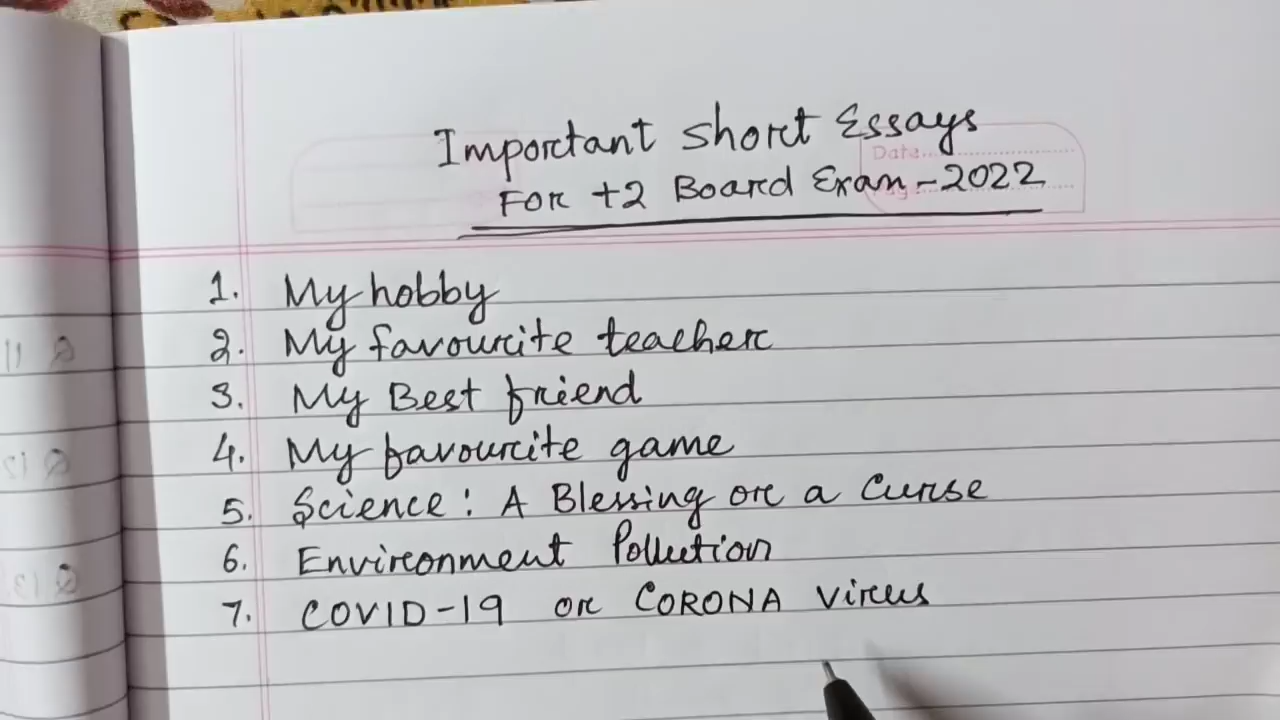 Important Short Essays
Date
For +2 Board Exam-2022
1. My hobby
2. My favourite teacher
3. My Best friend
4. My favourite game
5. Science: A Blessing or a Curse
6. Environment Pollution
7. COVID-19 or CORONA Virus